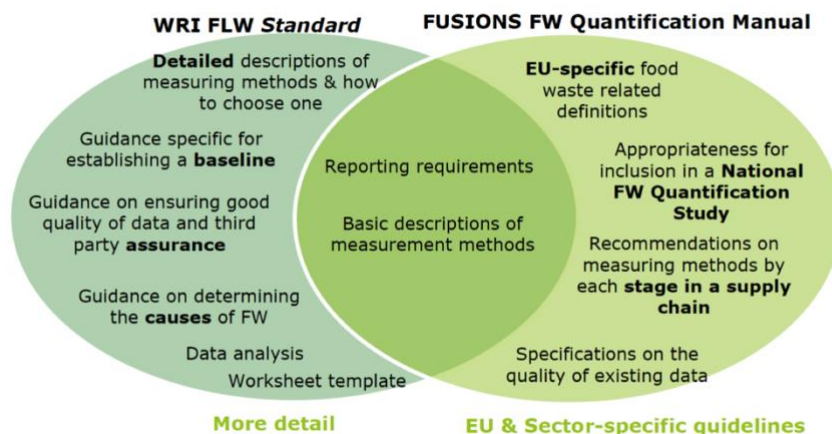 WRI FLW Standard
Detailed descriptions of
measuring methods & how
to choose one
Guidance specific for
establishing a baseline
Guidance on ensuring good
quality of data and third
party assurance
Guidance on determining
the causes of FW
Data analysis
Worksheet template
More detail
Reporting requirements
Basic descriptions of
measurement methods
FUSIONS FW Quantification Manual
EU-specific food
waste related
definitions
Appropriateness for
inclusion in a National
FW Quantification
Study
Recommendations on
measuring methods by
each stage in a supply
chain
Specifications on the
quality of existing data
EU & Sector-specific guidelines